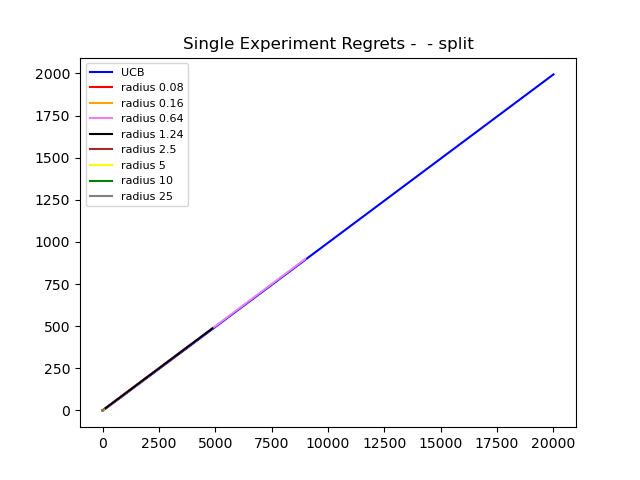 Single Experiment Regrets -  - split
2000
1750
1500
1250
1000
750
500
250
0
UCB
radius 0.08
radius 0.16
radius 0.64
radius 1.24
radius 2.5
radius 5
radius 10
radius 25
0 2500 5000 7500 10000 12500 15000 17500 20000